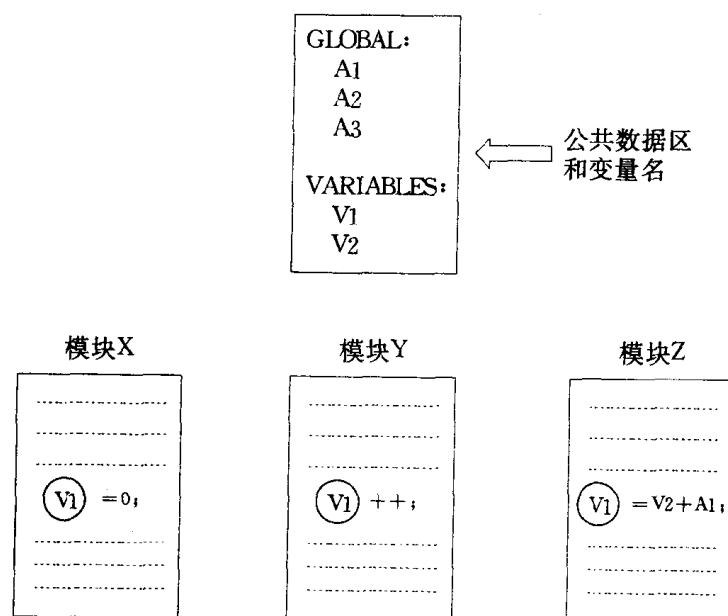 GLOBAL:
A1
A2
A3
VARIABLES:
V1
V2
公共数据区
和变量名
模块X
模块Y
模块Z
V1 =0;
V1 ++;
V1 =V2+A1;